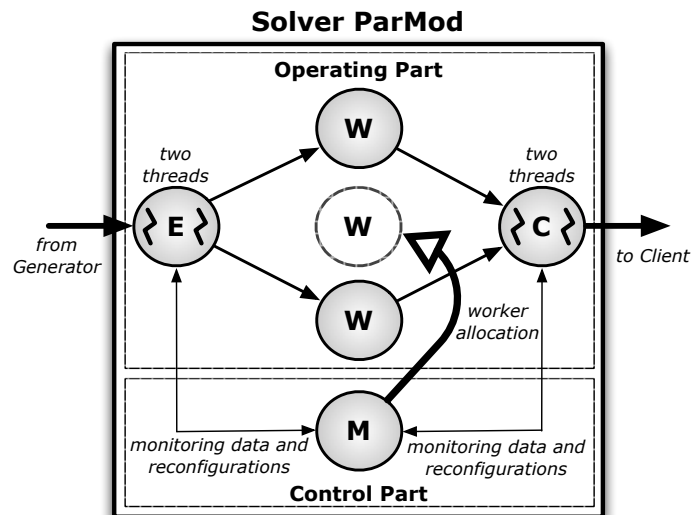 Solver ParMod
Operating Part
W
two
threads
two
threads
E
W
C
from
Generator
to Client
W
worker
allocation
M
monitoring data and
reconfigurations
monitoring data and
reconfigurations
Control Part